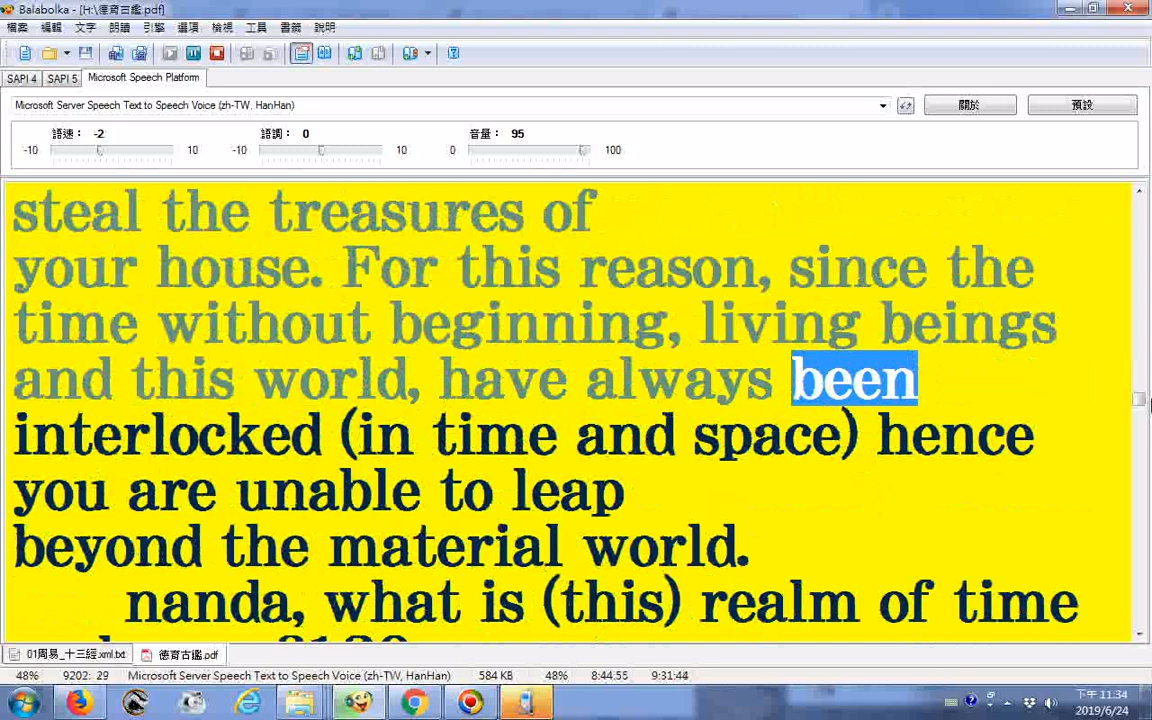 Balabolka - [H:\德育古鑑.pdf]
檔案 編輯 文字 朗讀 引擎 選項 檢視 工具 書籤 說明
SAPI 4 SAPI 5 Microsoft Speech Platform
Microsoft Server Speech Text to Speech Voice (zh-TW, HanHan) 關於 預設
語速： -2 語調： 0 音量： 95
-10 10 -10 10 0 100
steal the treasures of
your house. For this reason, since the
time without beginning, living beings
and this world, have always been
interlocked (in time and space) hence
you are unable to leap
beyond the material world.
nanda, what is (this) realm of time
01周易_十三經.xml.txt 德育古鑑.pdf
48% 9202: 29 Microsoft Server Speech Text to Speech Voice (zh-TW, HanHan) 584 KB 48% 8:44:55 9:31:44
下午 11:34
2019/6/24